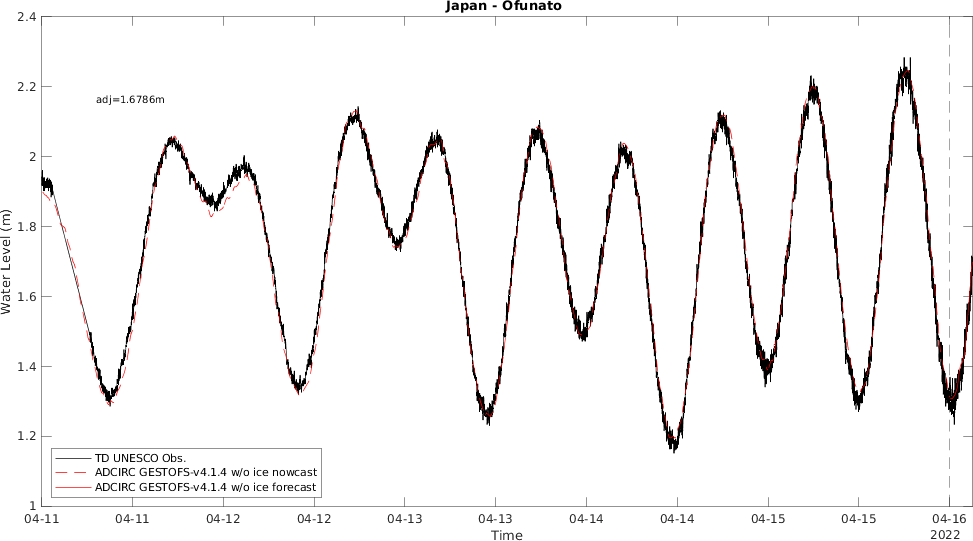 Japan - Ofunato
2.4
2.2
2
1.8
1.6
1.4
1.2
1
Water Level (m)
adj=1.6786m
TD UNESCO Obs.
ADCIRC GESTOFS-v4.1.4 w/o ice nowcast
ADCIRC GESTOFS-v4.1.4 w/o ice forecast
04-11 04-11 04-12 04-12 04-13 04-13 04-14 04-14 04-15 04-15 04-16
Time
2022